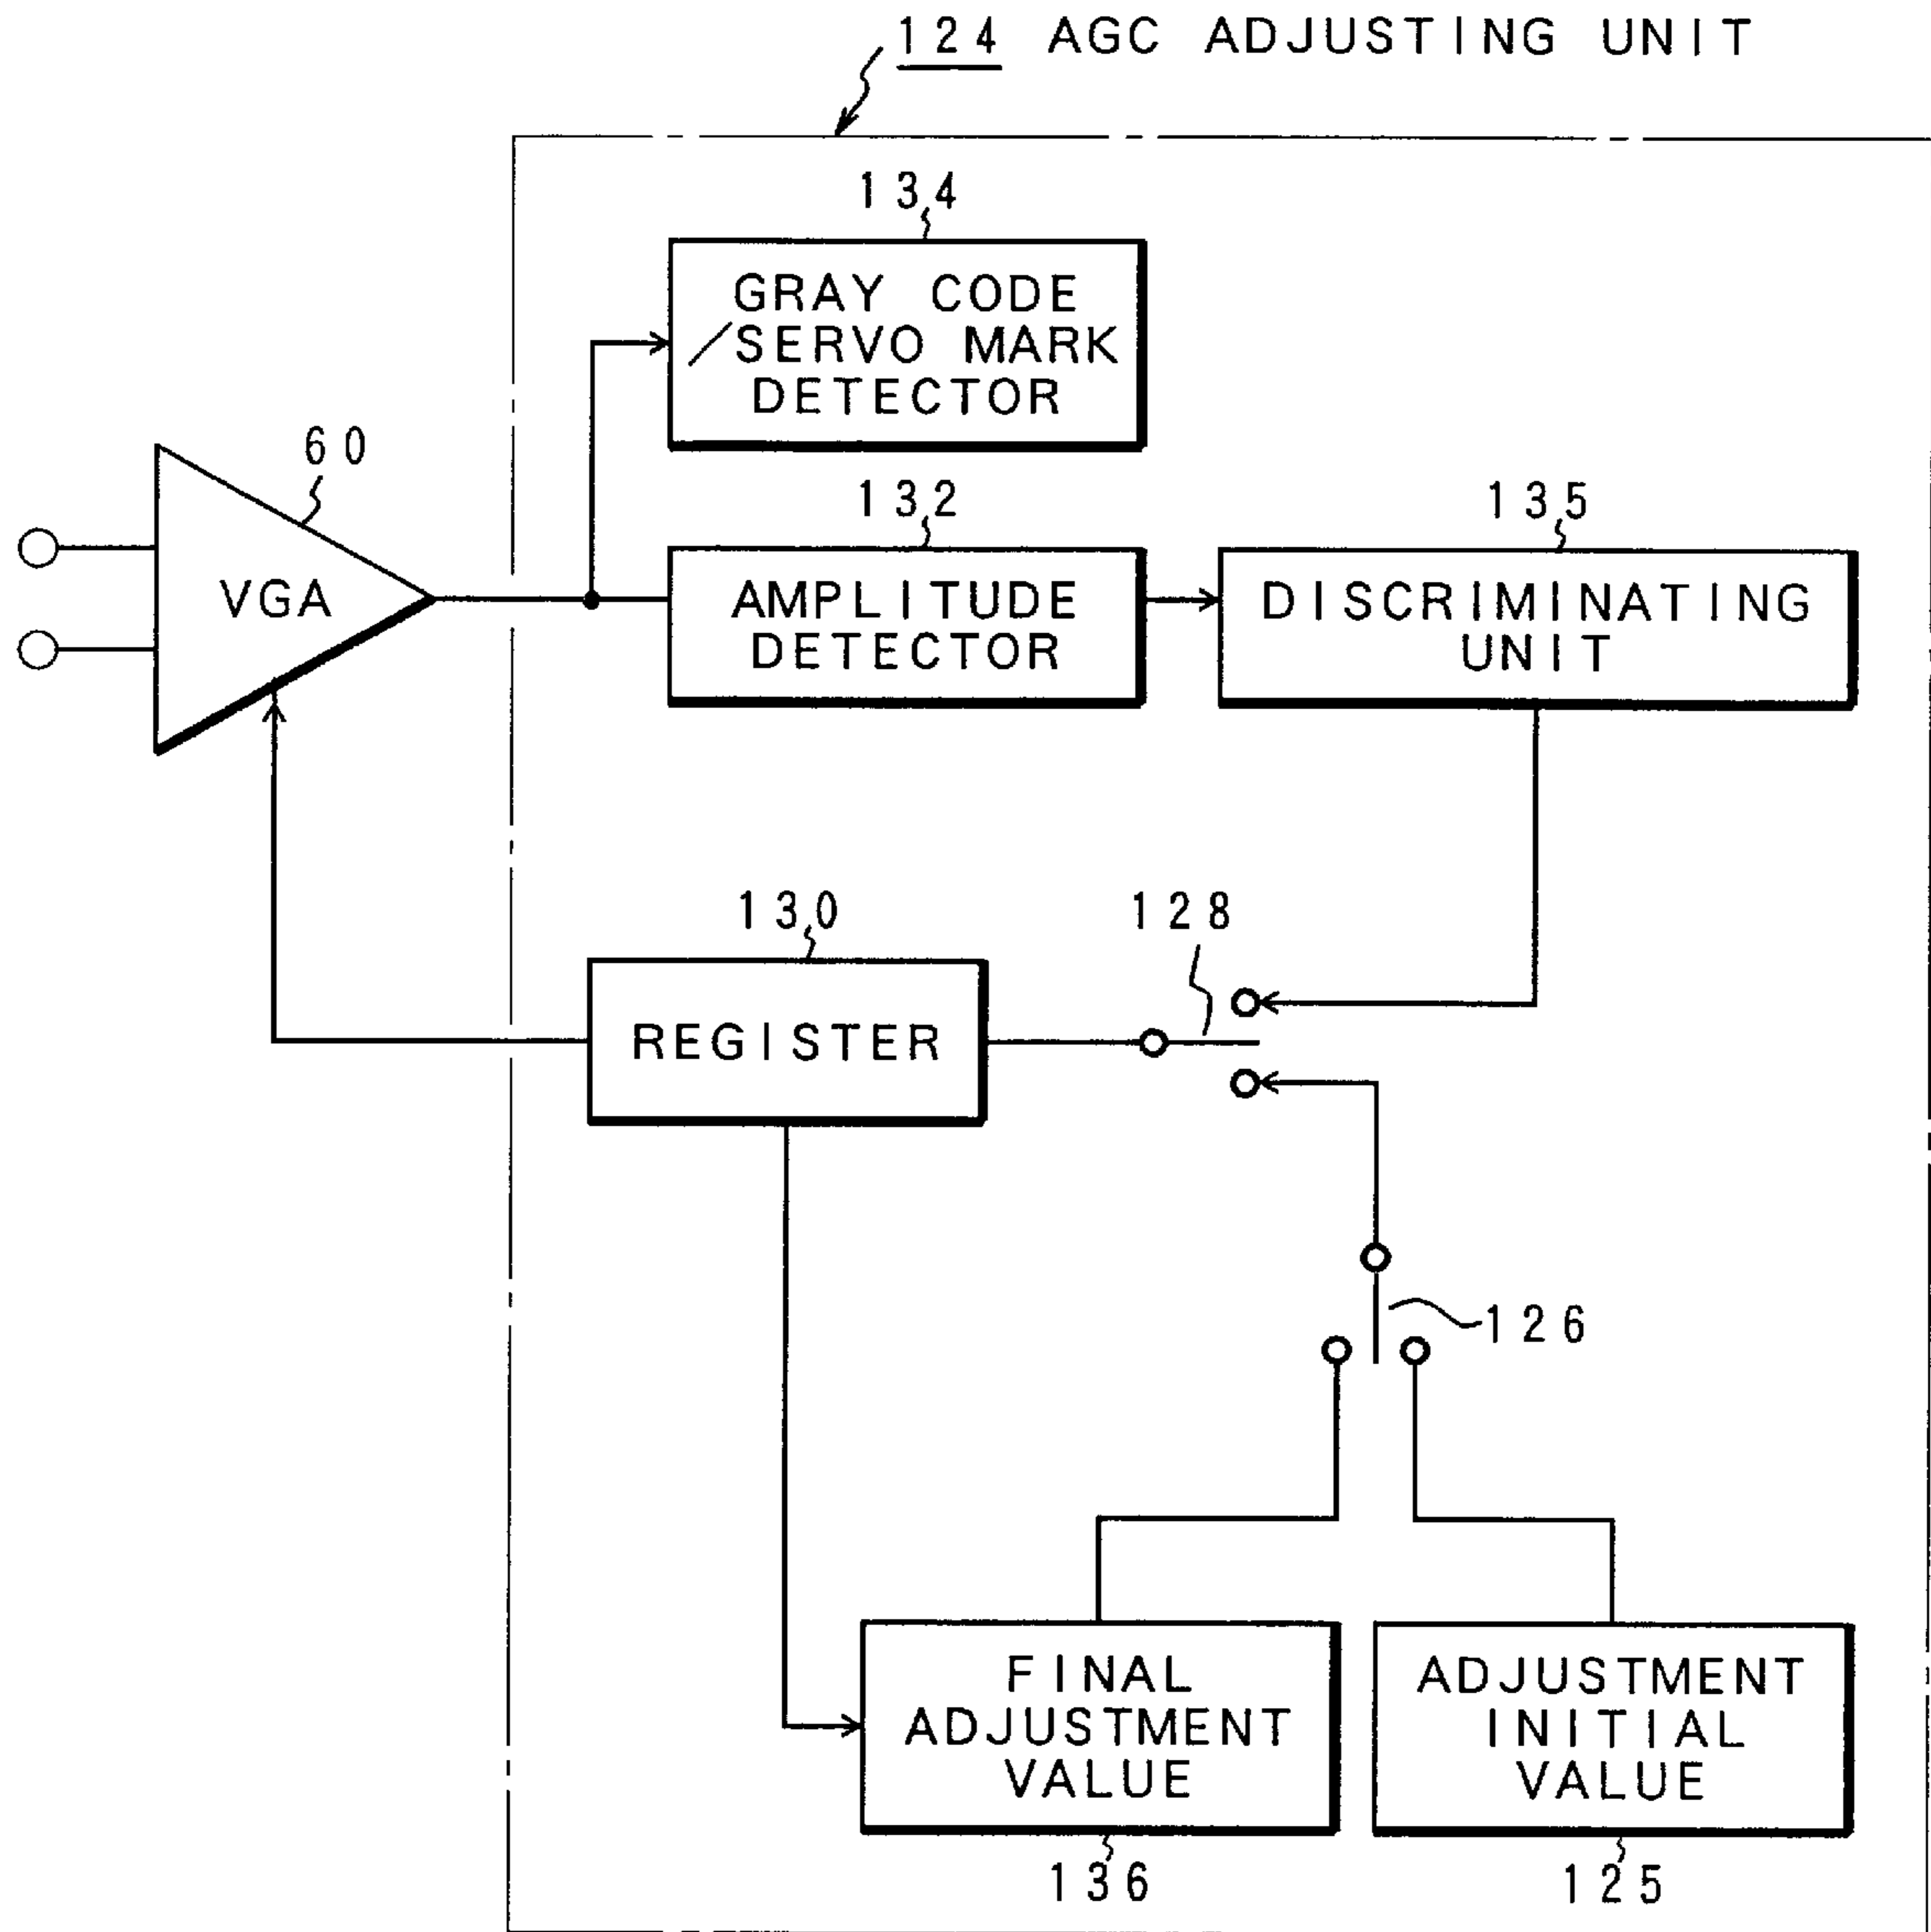 124 AGC ADJUSTING UNIT
134
GRAY CODE
/SERVO MARK
DETECTOR
60
VGA
132
AMPLITUDE
DETECTOR
135
DISCRIMINATING
UNIT
130
REGISTER
128
126
FINAL
ADJUSTMENT
VALUE
136
ADJUSTMENT
INITIAL
VALUE
125